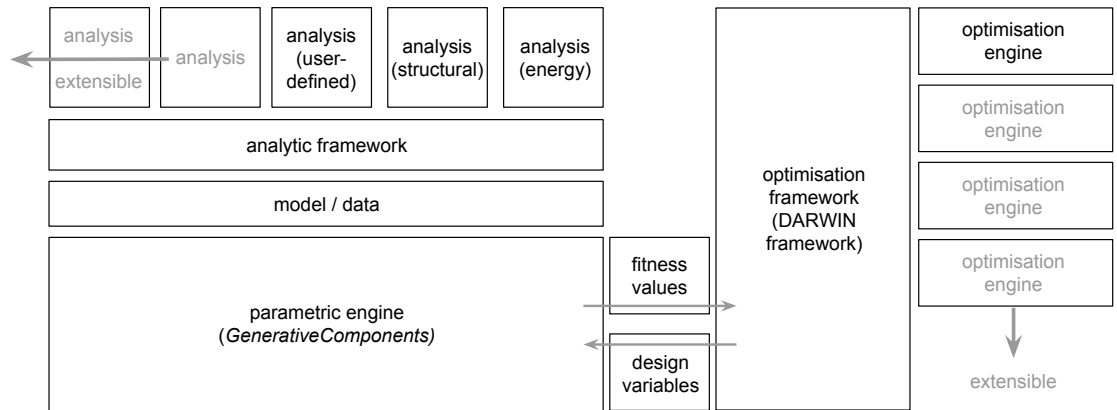 analysis
extensible
analysis
analysis
(user-
defined)
analysis
(structural)
analysis
(energy)
analytic framework
model / data
parametric engine
(GenerativeComponents)
fitness
values
design
variables
optimisation
framework
(DARWIN
framework)
optimisation
engine
optimisation
engine
optimisation
engine
optimisation
engine
extensible